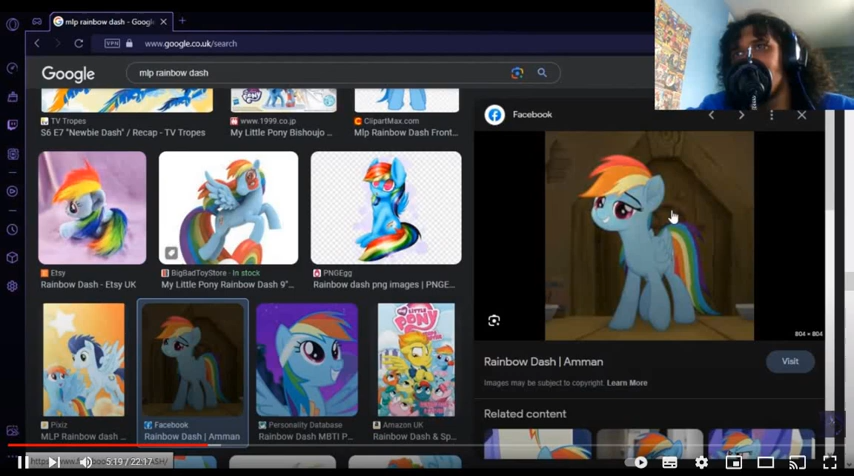 mlp rainbow dash - Google
VPN
www.google.co.uk/search
Google
mlp rainbow dash
TV Tropes
S6 E7 "Newbie Dash" / Recap - TV Tropes
www.1999.co.jp
My Little Pony Bishoujo ...
ClipartMax.com
Mlp Rainbow Dash Front...
Facebook
Etsy
Rainbow Dash - Etsy UK
BigBadToyStore · In stock
My Little Pony Rainbow Dash 9"...
PNGEgg
Rainbow dash png images | PNGE...
804 × 804
Rainbow Dash | Amman
Visit
Images may be subject to copyright. Learn More
MY LITTLE PONY
Pixiz
MLP Rainbow dash ...
Facebook
Rainbow Dash | Amman
Personality Database
Rainbow Dash MBTI P...
Amazon UK
Rainbow Dash & Sp...
Related content
5:19 / 22:17